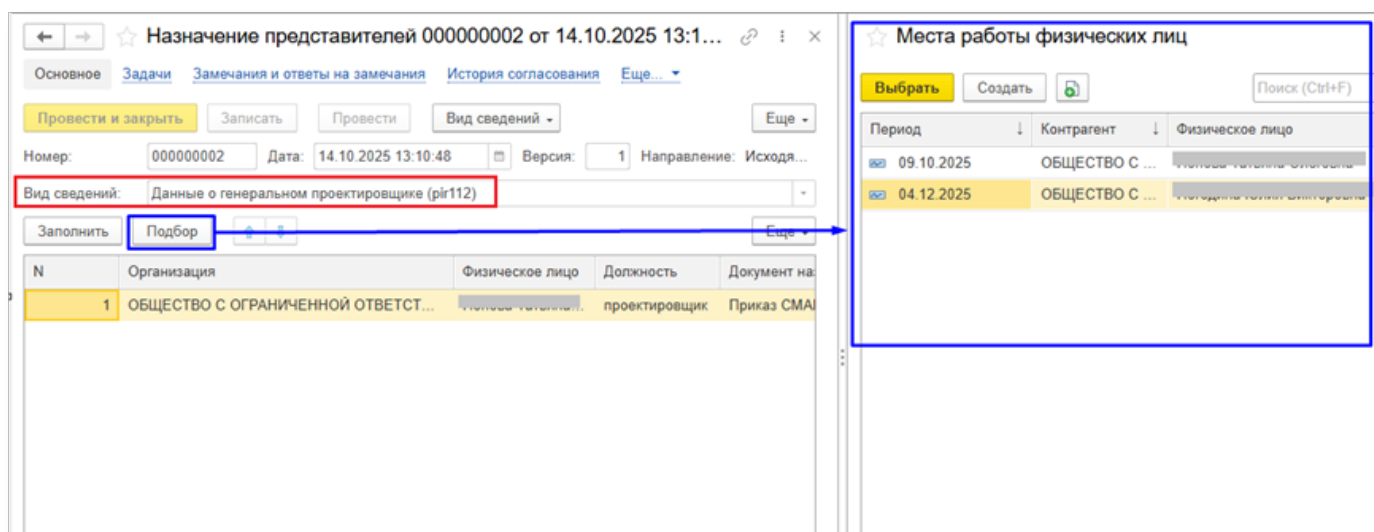 Назначение представителей 000000002 от 14.10.2025 13:1...
Основное Задачи Замечания и ответы на замечания История согласования Еще...
Провести и закрыть Записать Провести Вид сведений Еще
Номер: 000000002 Дата: 14.10.2025 13:10:48 Версия: 1 Направление: Исходя...
Вид сведений: Данные о генеральном проектировщике (pir112)
Заполнить Подбор Еще
N Организация Физическое лицо Должность Документ на
1 ОБЩЕСТВО С ОГРАНИЧЕННОЙ ОТВЕТСТ... проектировщик Приказ СМА
Места работы физических лиц
Выбрать Создать Поиск (Ctrl+F)
Период Контрагент Физическое лицо
09.10.2025 ОБЩЕСТВО С ...
04.12.2025 ОБЩЕСТВО С ...